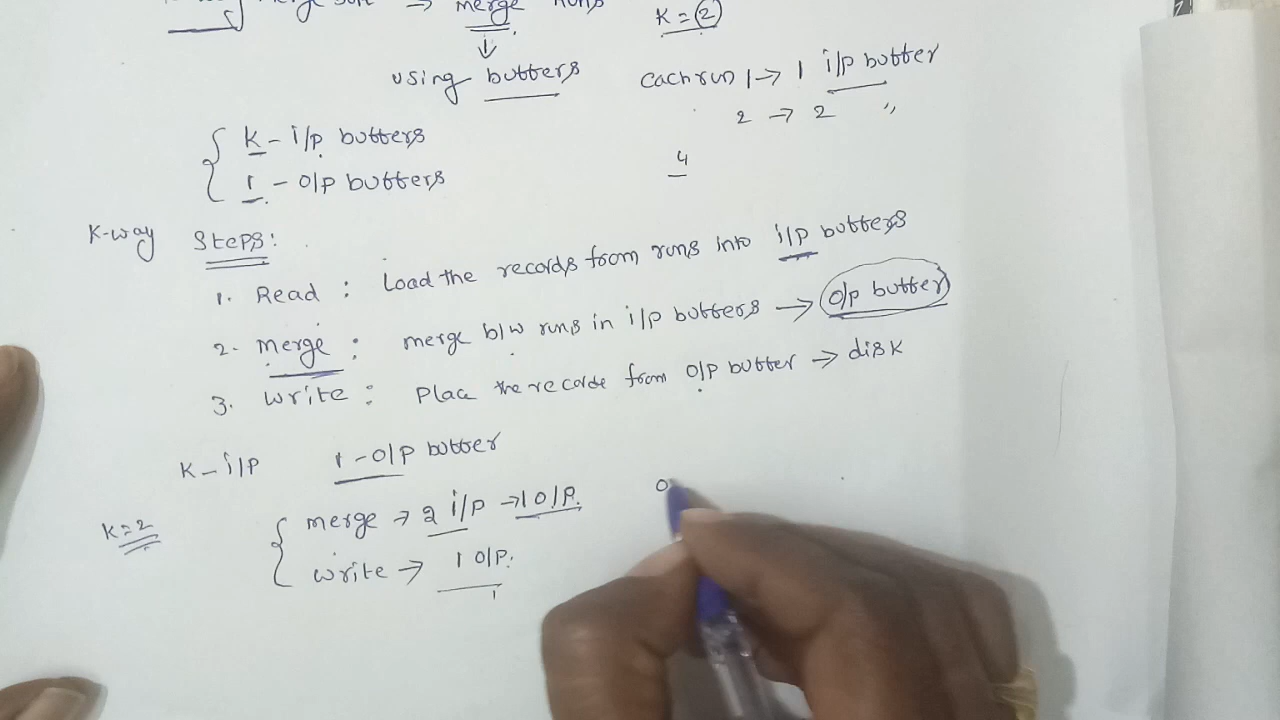 merge sort → merge runs K = 2
↓
using buffers Each run 1 → 1 i/p buffer
2 → 2 "
K - i/p buffers
1 - o/p buffers 4
K-way Steps:
1. Read : Load the records from runs into i/p buffers
2. merge : merge b/w runs in i/p buffers → o/p buffer
3. write : Place the records from o/p buffer → disk
K - i/p 1 - o/p buffer
K=2 merge → 2 i/p → 1 o/p.
write → 1 o/p.
o